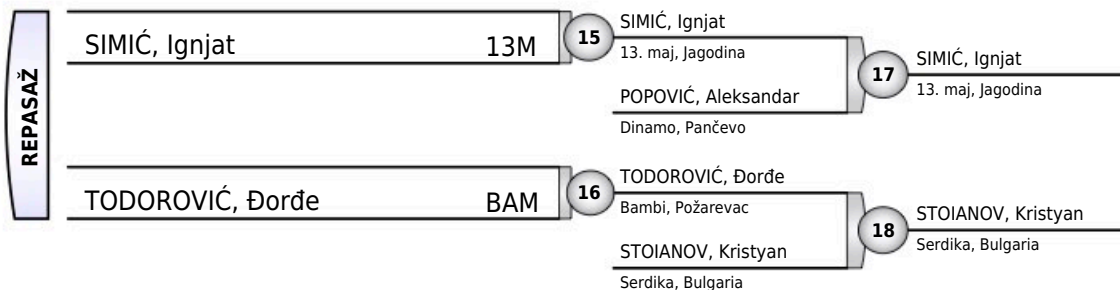 REPASAŽ
SIMIĆ, Ignjat 13M
15
SIMIĆ, Ignjat
13. maj, Jagodina
POPOVIĆ, Aleksandar
Dinamo, Pančevo
17
SIMIĆ, Ignjat
13. maj, Jagodina
TODOROVIĆ, Đorđe BAM
16
TODOROVIĆ, Đorđe
Bambi, Požarevac
STOIANOV, Kristyan
Serdika, Bulgaria
18
STOIANOV, Kristyan
Serdika, Bulgaria